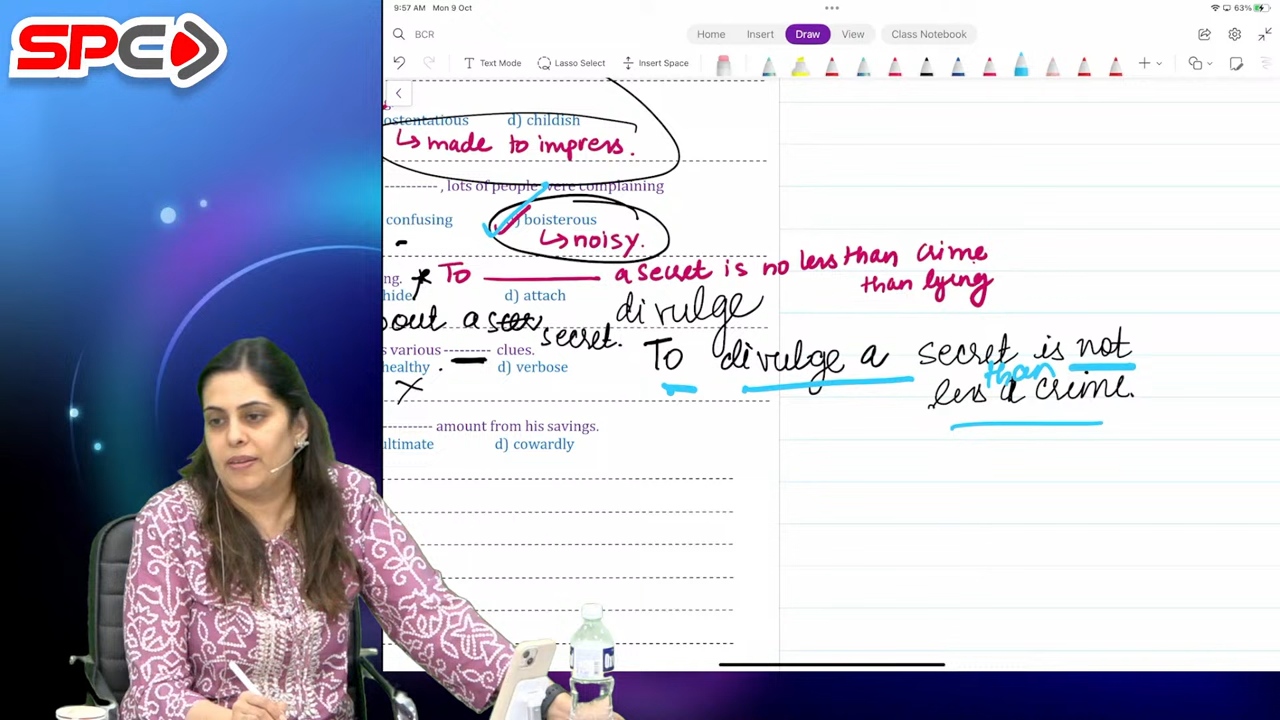 SPE
9:57 AM Mon 9 Oct
63%
BCR
Home Insert Draw View Class Notebook
Text Mode Lasso Select Insert Space
ostentatious d) childish
↳ made to impress.
---------- , lots of people were complaining
confusing d) boisterous
↳ noisy.
ng. * To ________ a secret is no less than crime
than lying
hide d) attach
divulge
bout a secret.
s various --------- clues.
To divulge a secret is not
less than a crime.
healthy . d) verbose
---------- amount from his savings.
ultimate d) cowardly